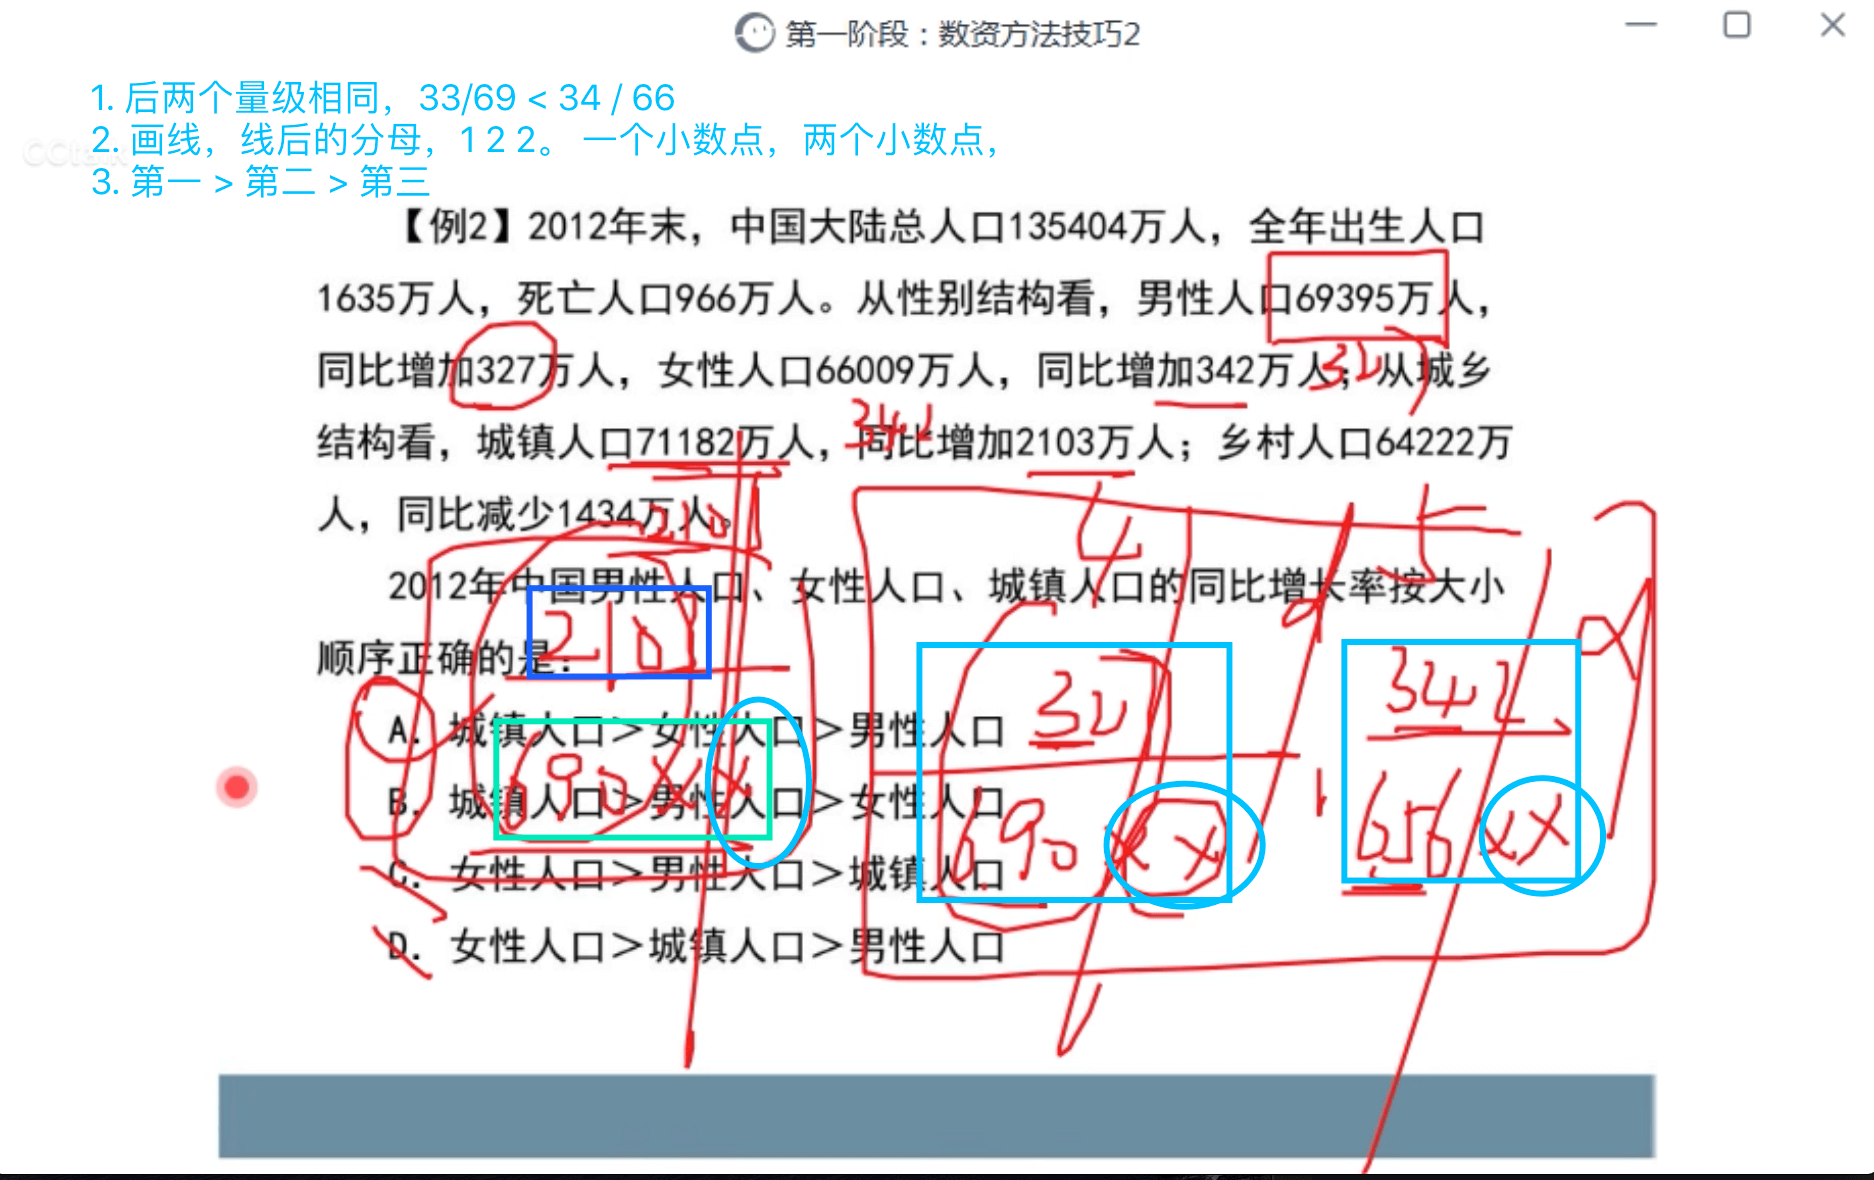 第一阶段：数资方法技巧2
1. 后两个量级相同，33/69 < 34 / 66
2. 画线，线后的分母，1 2 2。 一个小数点，两个小数点，
3. 第一 > 第二 > 第三
【例2】2012年末，中国大陆总人口135404万人，全年出生人口
1635万人，死亡人口966万人。从性别结构看，男性人口69395万人，
同比增加327万人，女性人口66009万人，同比增加342万人；从城乡
结构看，城镇人口71182万人，同比增加2103万人；乡村人口64222万
人，同比减少1434万人。
2012年中国男性人口、女性人口、城镇人口的同比增长率按大小
顺序正确的是：
A. 城镇人口>女性人口>男性人口
B. 城镇人口>男性人口>女性人口
C. 女性人口>男性人口>城镇人口
D. 女性人口>城镇人口>男性人口
210
690XX
690XX
342
656XX